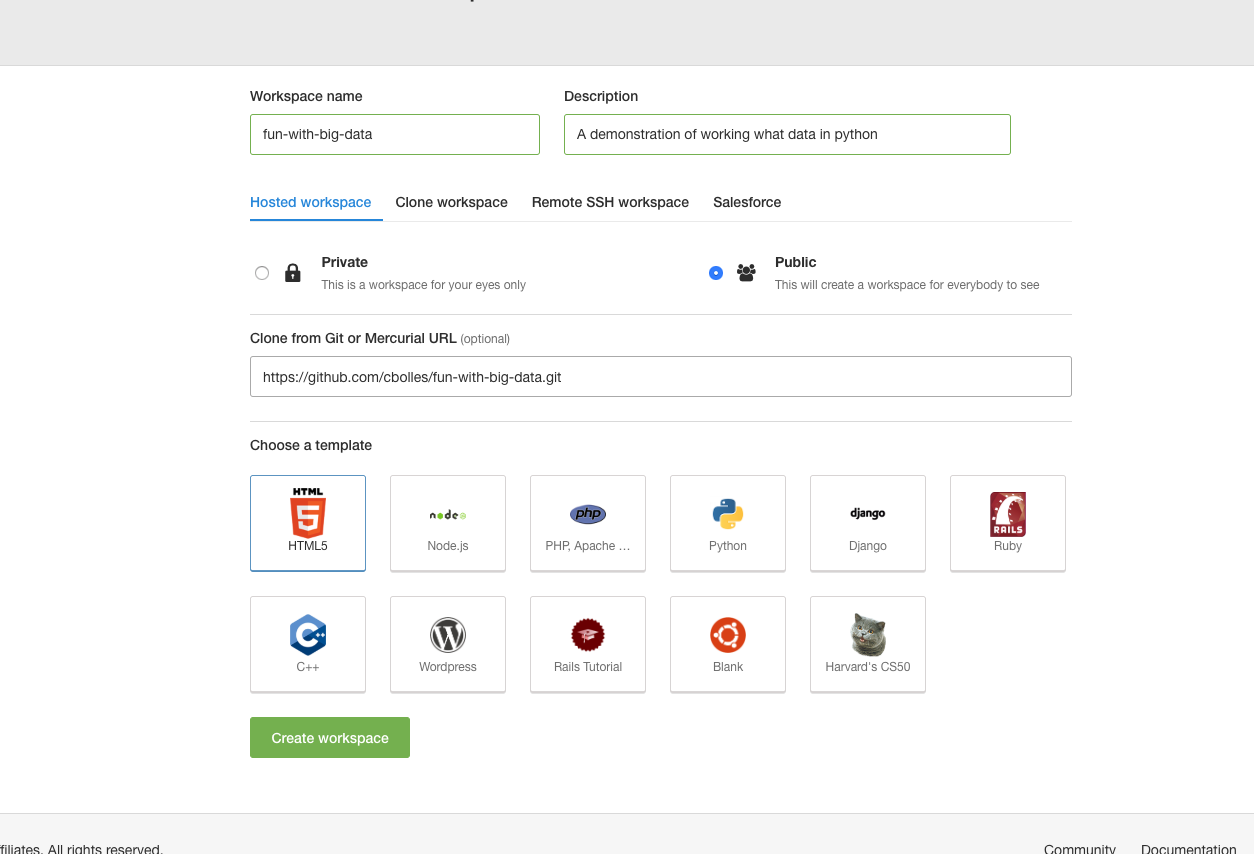 Workspace name Description
fun-with-big-data A demonstration of working what data in python
Hosted workspace Clone workspace Remote SSH workspace Salesforce
Private Public
This is a workspace for your eyes only This will create a workspace for everybody to see
Clone from Git or Mercurial URL (optional)
https://github.com/cbolles/fun-with-big-data.git
Choose a template
HTML
5 node php django RAILS
HTML5 Node.js PHP, Apache ... Python Django Ruby
C++ Wordpress Rails Tutorial Blank Harvard's CS50
Create workspace
ffiliates. All rights reserved. Community Documentation